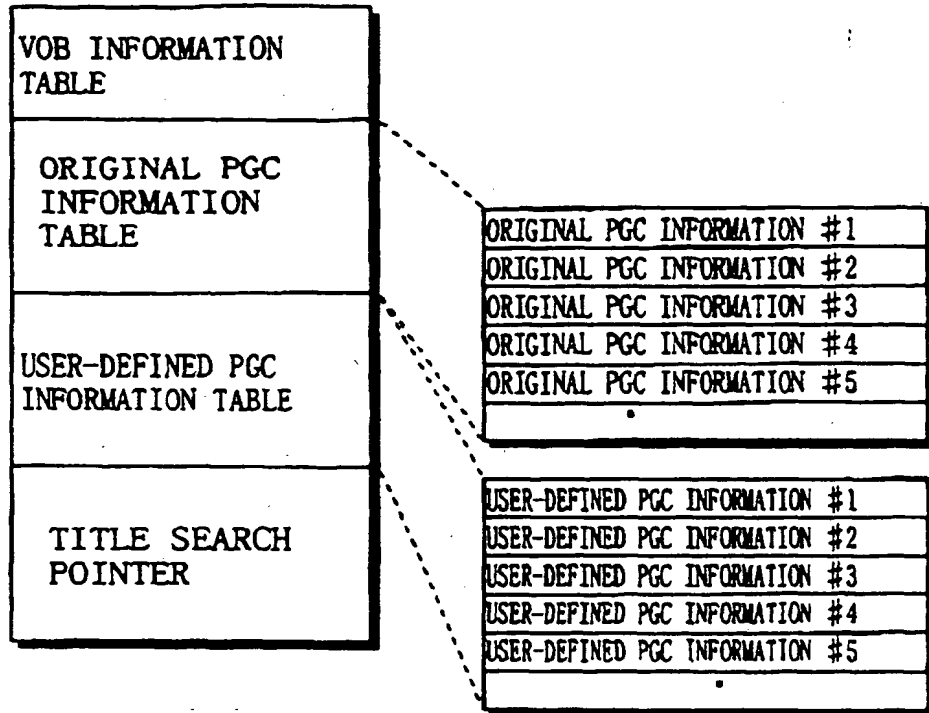 VOB INFORMATION
TABLE
ORIGINAL PGC
INFORMATION
TABLE
USER-DEFINED PGC
INFORMATION TABLE
TITLE SEARCH
POINTER
ORIGINAL PGC INFORMATION #1
ORIGINAL PGC INFORMATION #2
ORIGINAL PGC INFORMATION #3
ORIGINAL PGC INFORMATION #4
ORIGINAL PGC INFORMATION #5
USER-DEFINED PGC INFORMATION #1
USER-DEFINED PGC INFORMATION #2
USER-DEFINED PGC INFORMATION #3
USER-DEFINED PGC INFORMATION #4
USER-DEFINED PGC INFORMATION #5